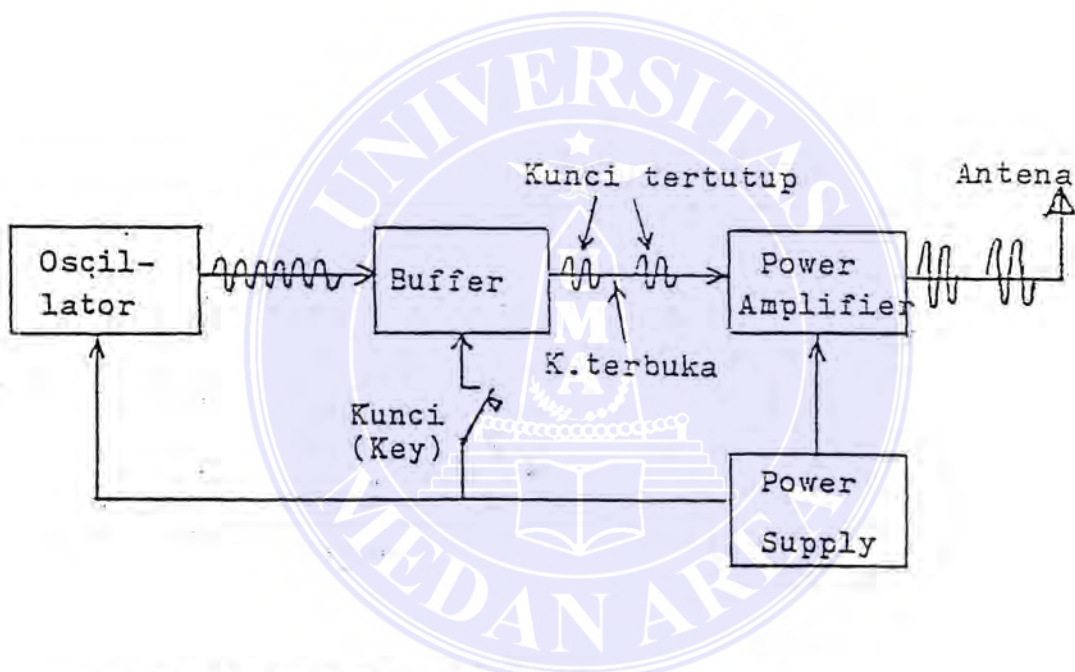 UNIVERSITAS
Kunci tertutup
Antena
Oscil-
lator
Buffer
Power
Amplifier
K.terbuka
Kunci
(Key)
Power
Supply
MEDAN AREA